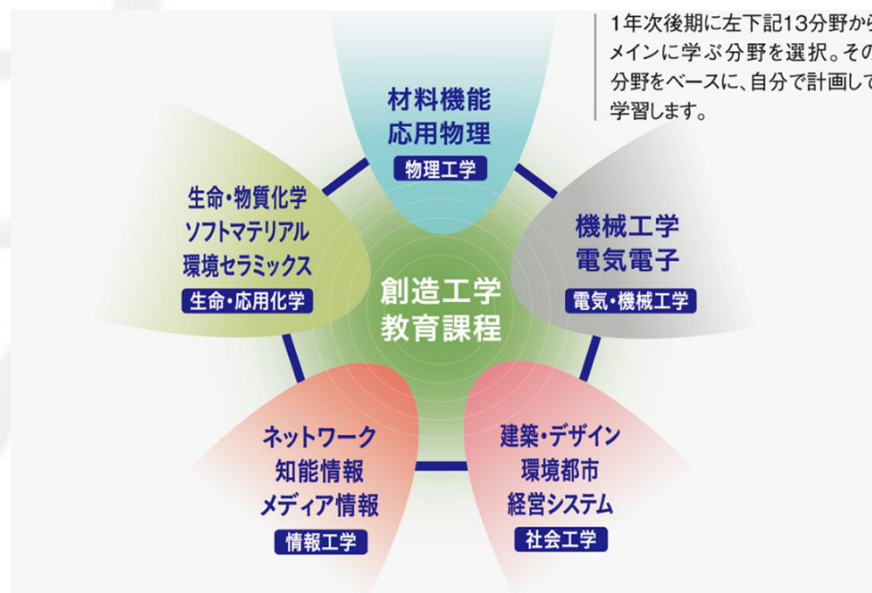 1年次後期に左下記13分野から
メインに学ぶ分野を選択。その
分野をベースに、自分で計画して
学習します。
材料機能
応用物理
物理工学
生命・物質化学
ソフトマテリアル
環境セラミックス
生命・応用化学
機械工学
電気電子
電気・機械工学
創造工学
教育課程
ネットワーク
知能情報
メディア情報
情報工学
建築・デザイン
環境都市
経営システム
社会工学